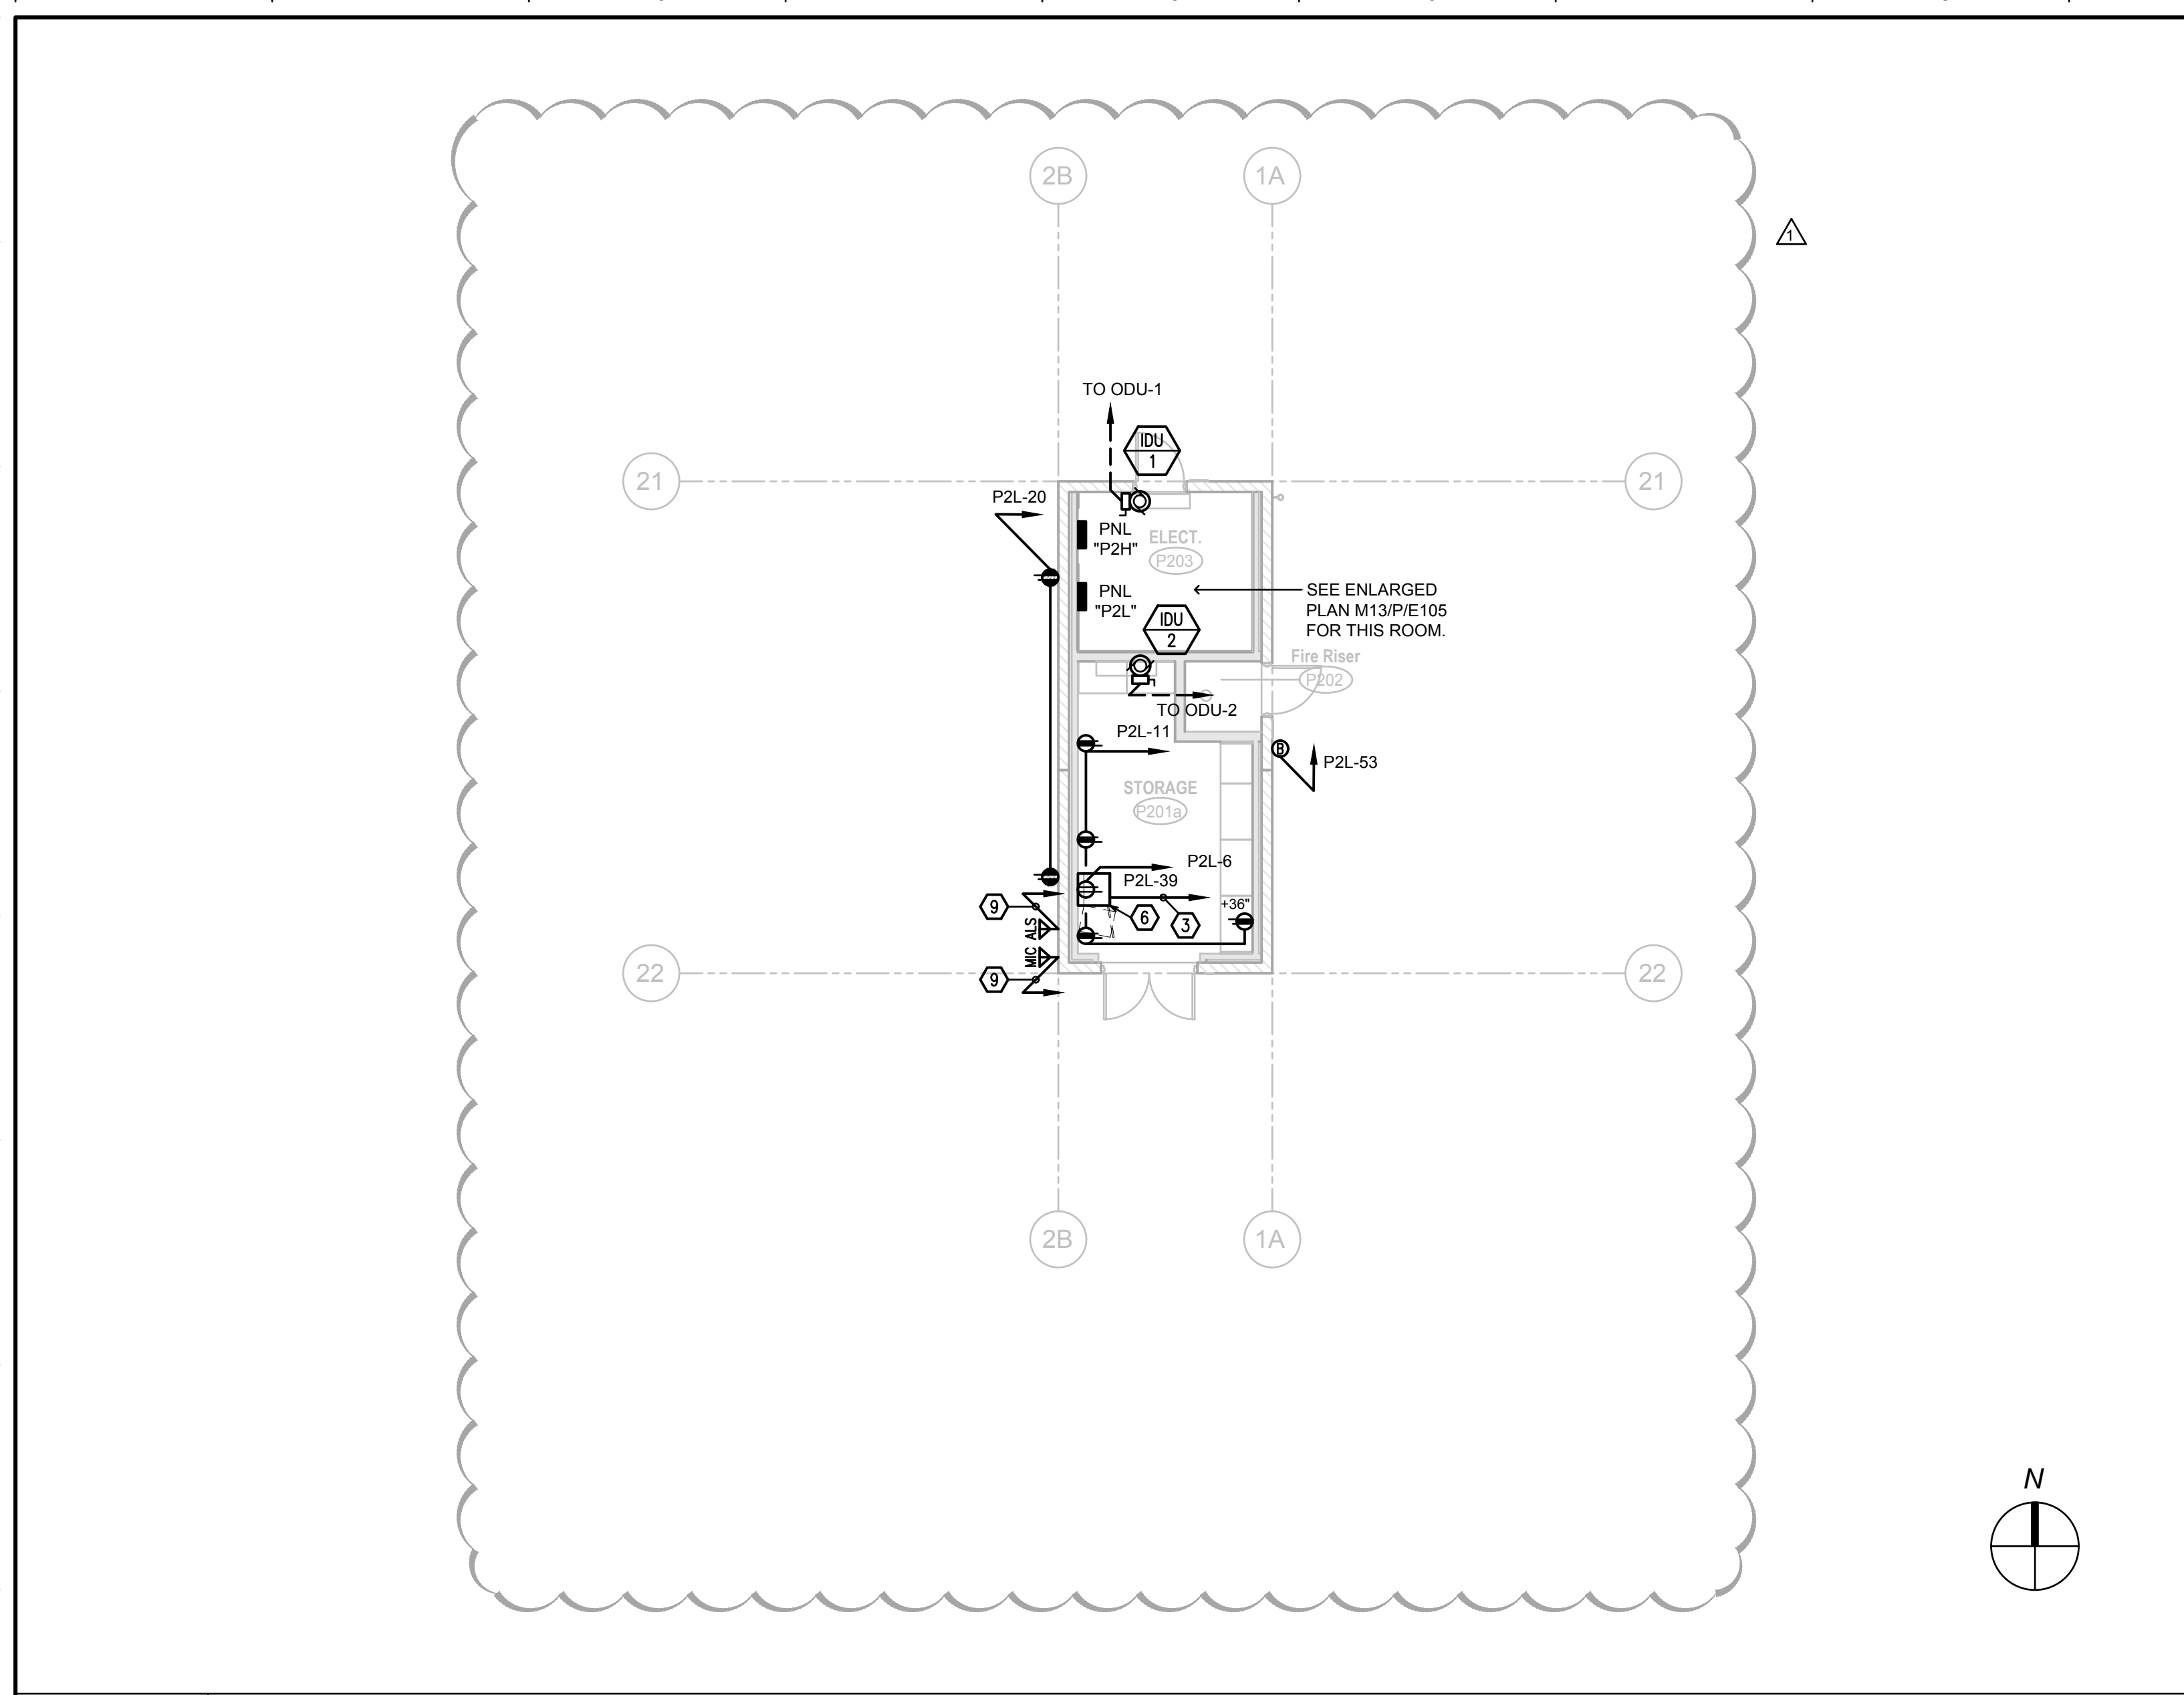 2B
1A
1
TO ODU-1
IDU
1
21
21
P2L-20
PNL
"P2H"
ELECT.
P203
PNL
"P2L"
SEE ENLARGED
PLAN M13/P/E105
FOR THIS ROOM.
IDU
2
Fire Riser
P202
TO ODU-2
P2L-11
B
P2L-53
STORAGE
P201a
P2L-6
P2L-39
+36"
9
6
3
ALS
MIC
9
22
22
2B
1A
N